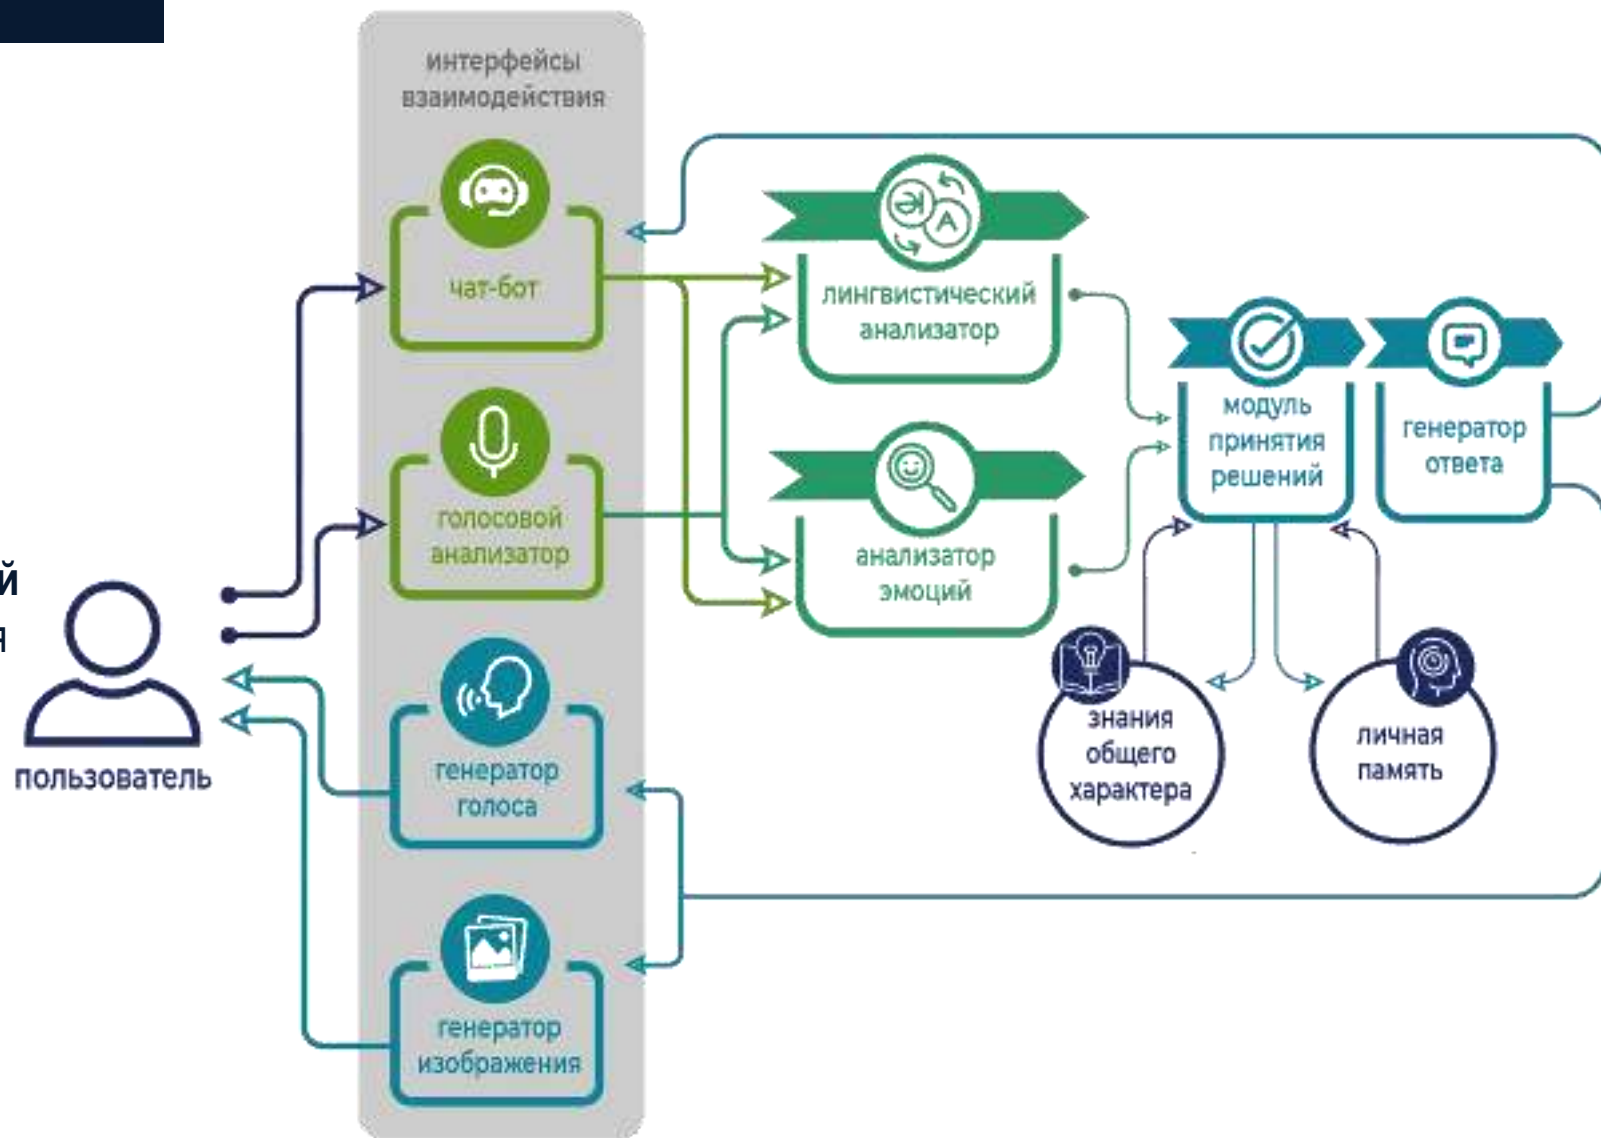 интерфейсы
взаимодействия
чат-бот
лингвистический
анализатор
модуль
принятия
решений
генератор
ответа
голосовой
анализатор
анализатор
эмоций
й
я
пользователь
знания
общего
характера
личная
память
генератор
голоса
генератор
изображения